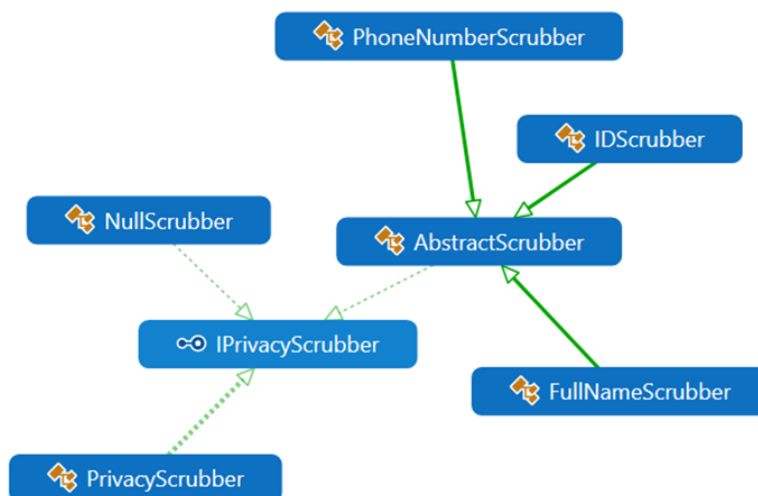 PhoneNumberScrubber
IDScrubber
NullScrubber
AbstractScrubber
IPrivacyScrubber
FullNameScrubber
PrivacyScrubber